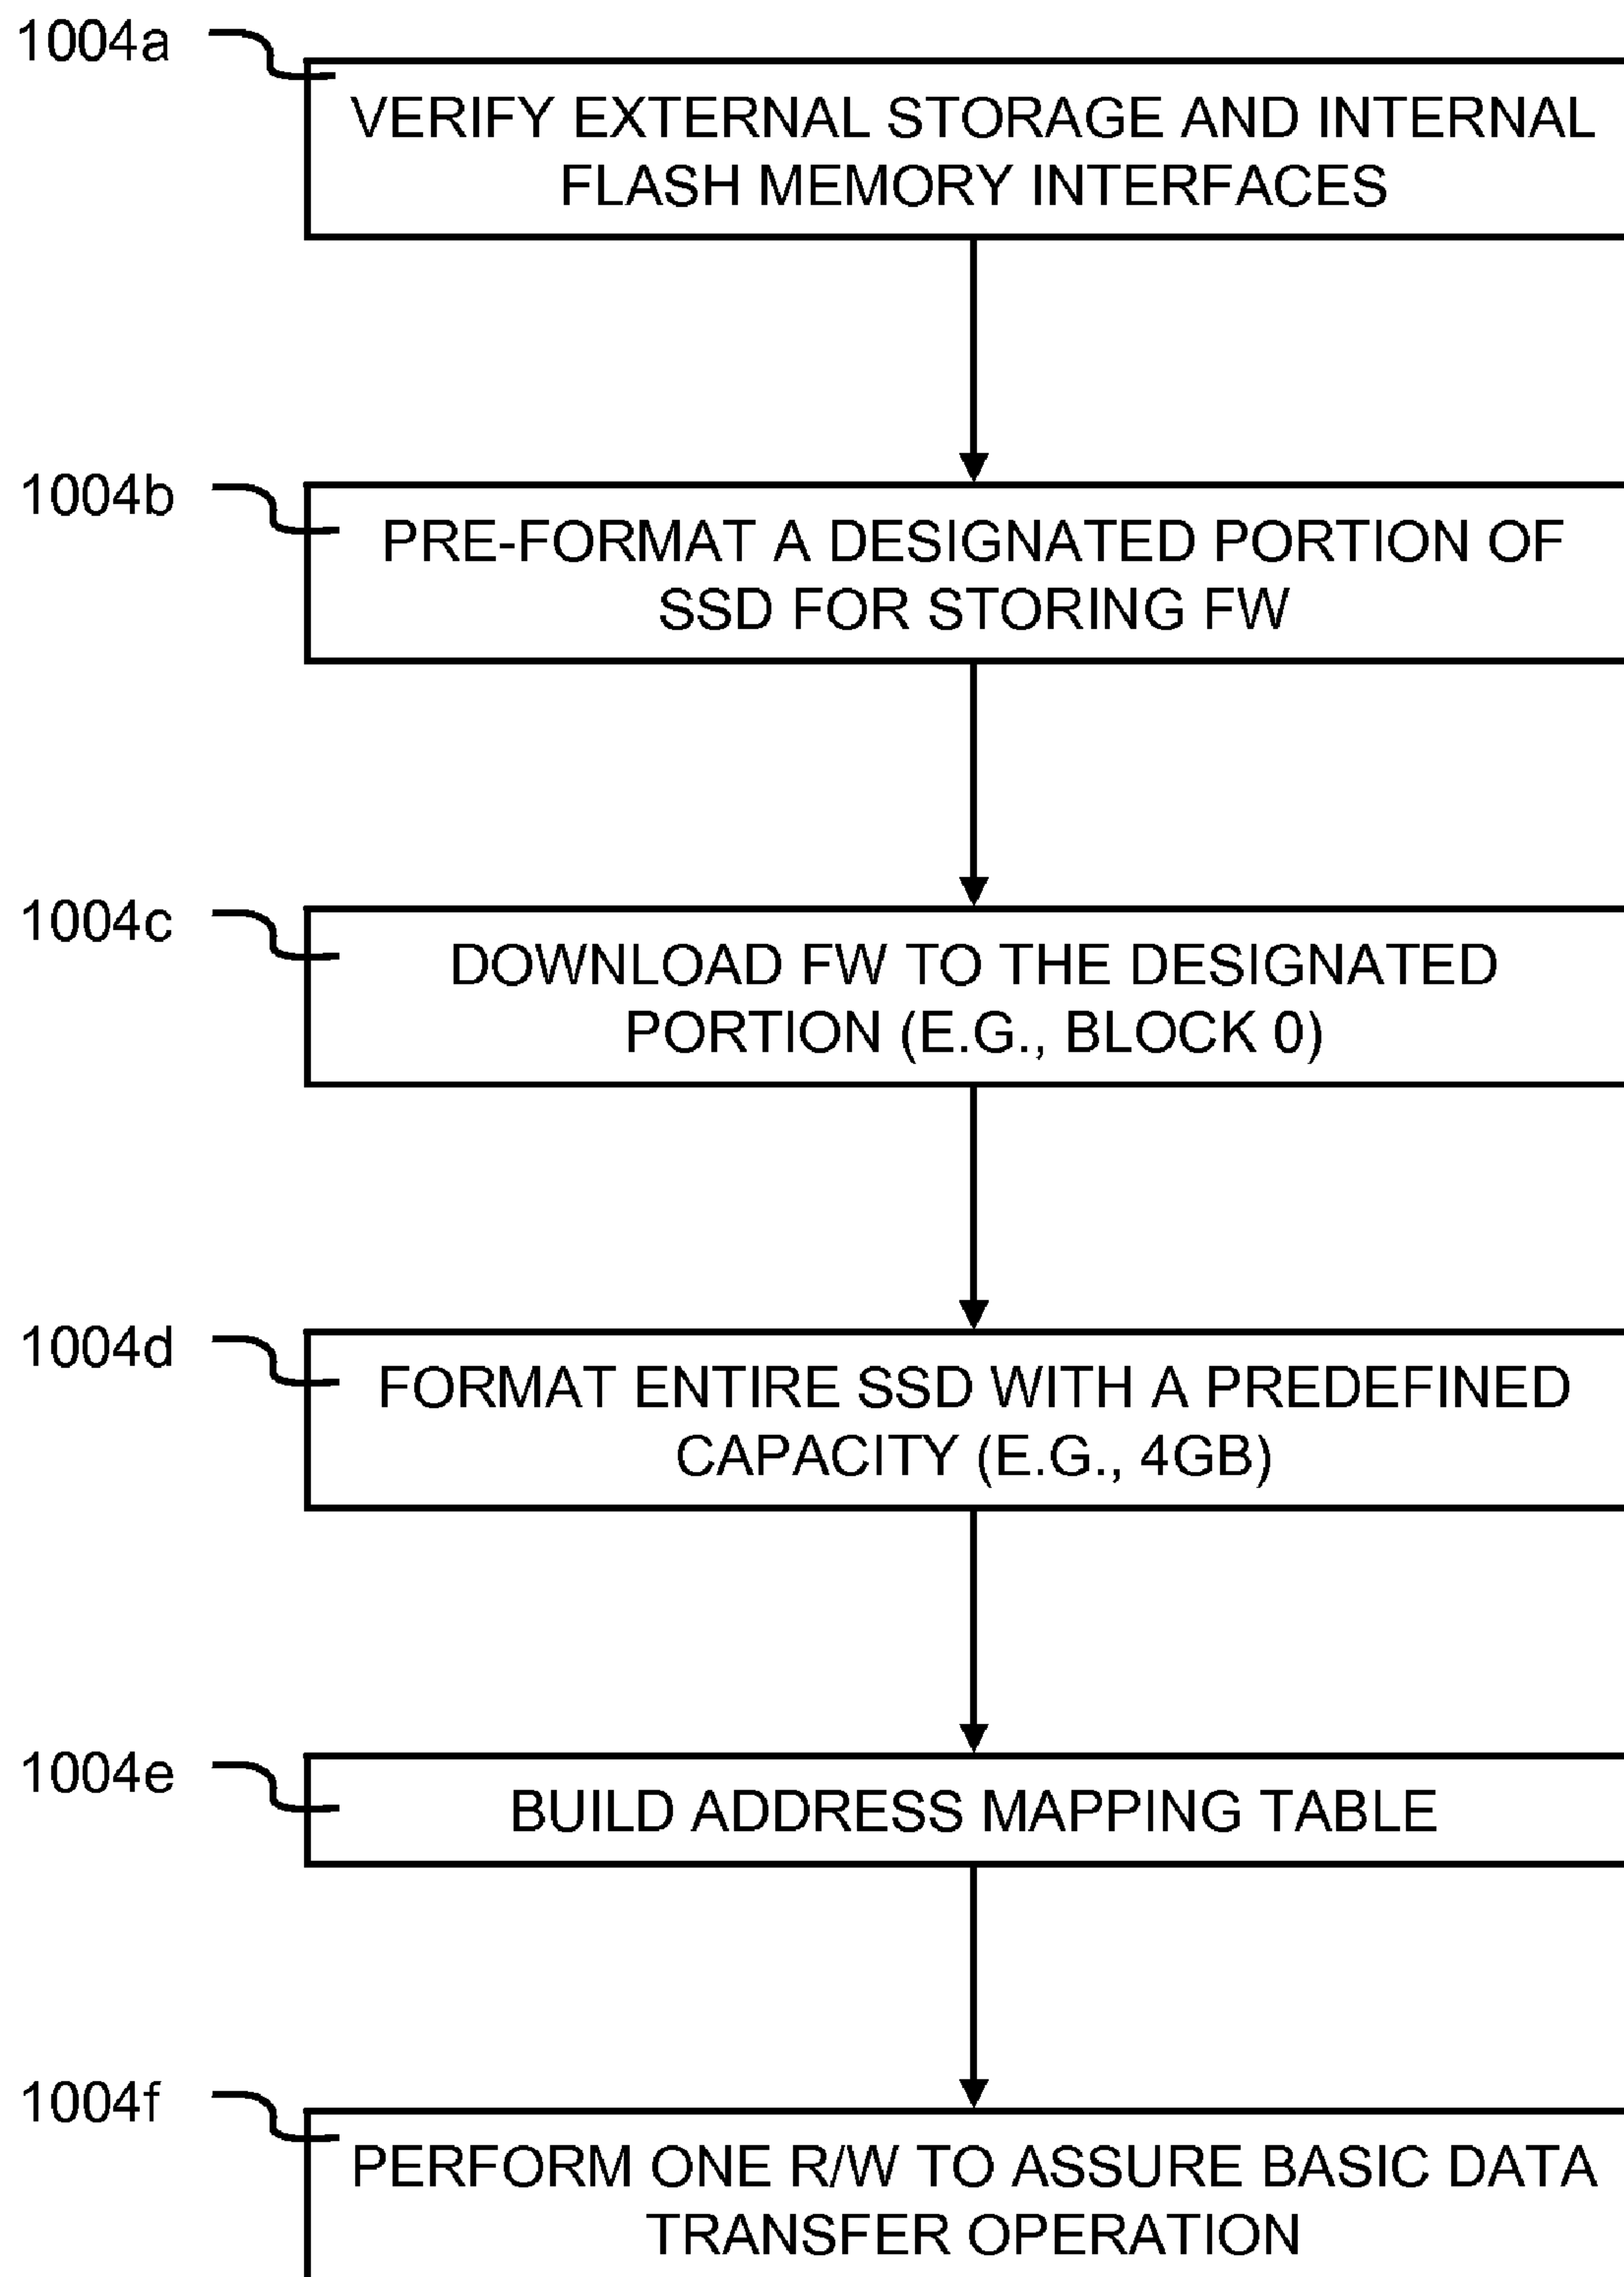 1004a
VERIFY EXTERNAL STORAGE AND INTERNAL
FLASH MEMORY INTERFACES
1004b
PRE-FORMAT A DESIGNATED PORTION OF
SSD FOR STORING FW
1004c
DOWNLOAD FW TO THE DESIGNATED
PORTION (E.G., BLOCK 0)
1004d
FORMAT ENTIRE SSD WITH A PREDEFINED
CAPACITY (E.G., 4GB)
1004e
BUILD ADDRESS MAPPING TABLE
1004f
PERFORM ONE R/W TO ASSURE BASIC DATA
TRANSFER OPERATION